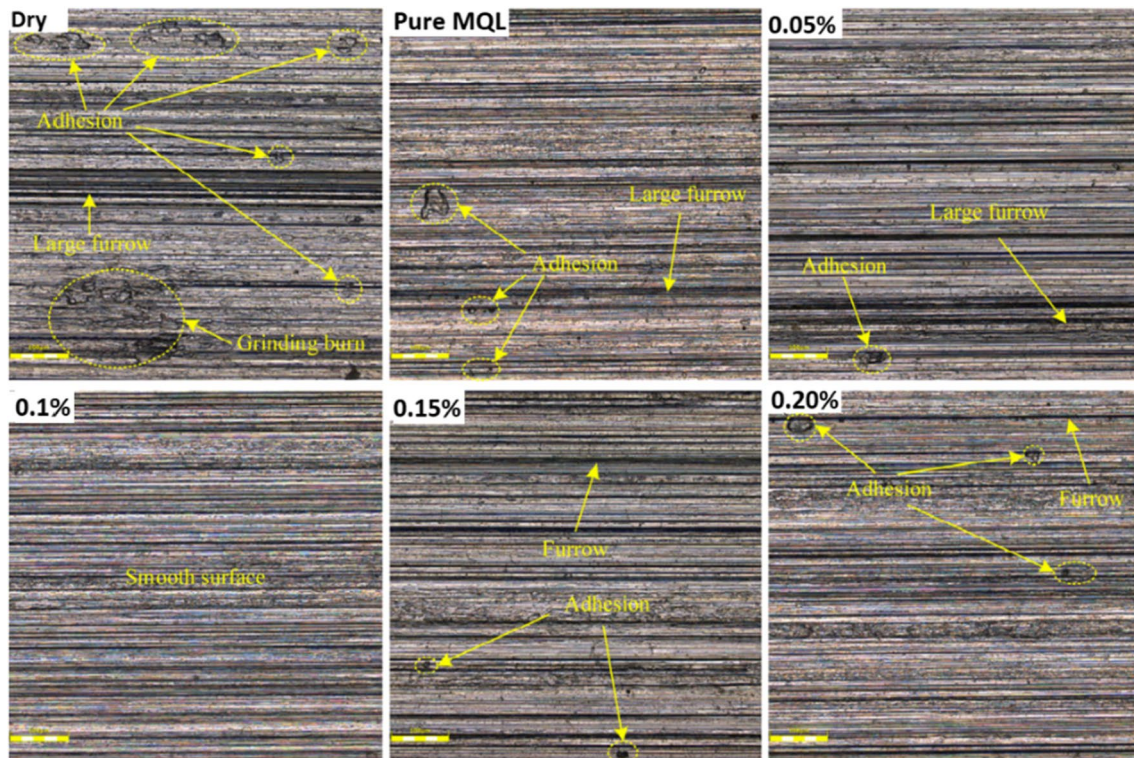 Dry
Adhesion
Large furrow
Grinding burn
Pure MQL
Large furrow
Adhesion
0.05%
Large furrow
Adhesion
0.1%
Smooth surface
0.15%
Furrow
Adhesion
0.20%
Adhesion
Furrow